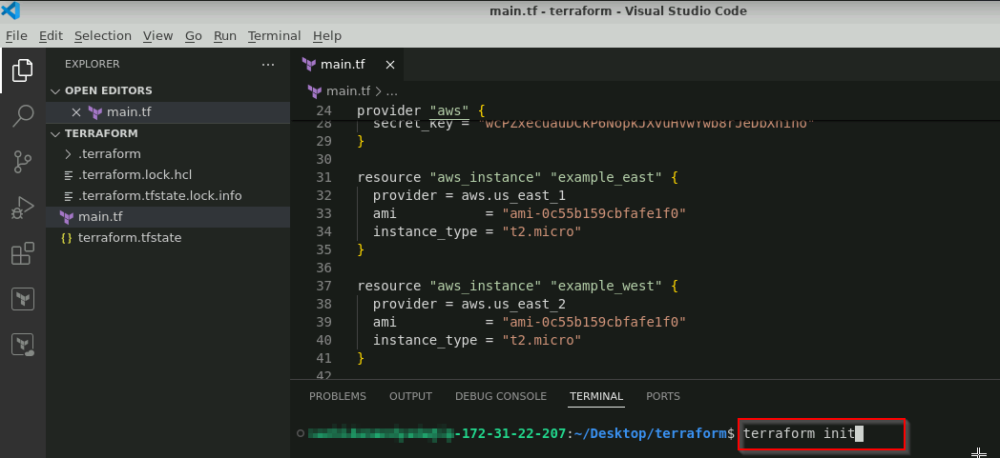 main.tf - terraform - Visual Studio Code
File Edit Selection View Go Run Terminal Help
EXPLORER ...
OPEN EDITORS
main.tf
TERRAFORM
.terraform
.terraform.lock.hcl
.terraform.tfstate.lock.info
main.tf
terraform.tfstate
main.tf
main.tf > ...
24 provider "aws" {
28 secret_key =
29 }
30
31 resource "aws_instance" "example_east" {
32 provider = aws.us_east_1
33 ami = "ami-0c55b159cbfafe1f0"
34 instance_type = "t2.micro"
35 }
36
37 resource "aws_instance" "example_west" {
38 provider = aws.us_east_2
39 ami = "ami-0c55b159cbfafe1f0"
40 instance_type = "t2.micro"
41 }
42
PROBLEMS OUTPUT DEBUG CONSOLE TERMINAL PORTS
-172-31-22-207:~/Desktop/terraform$ terraform init